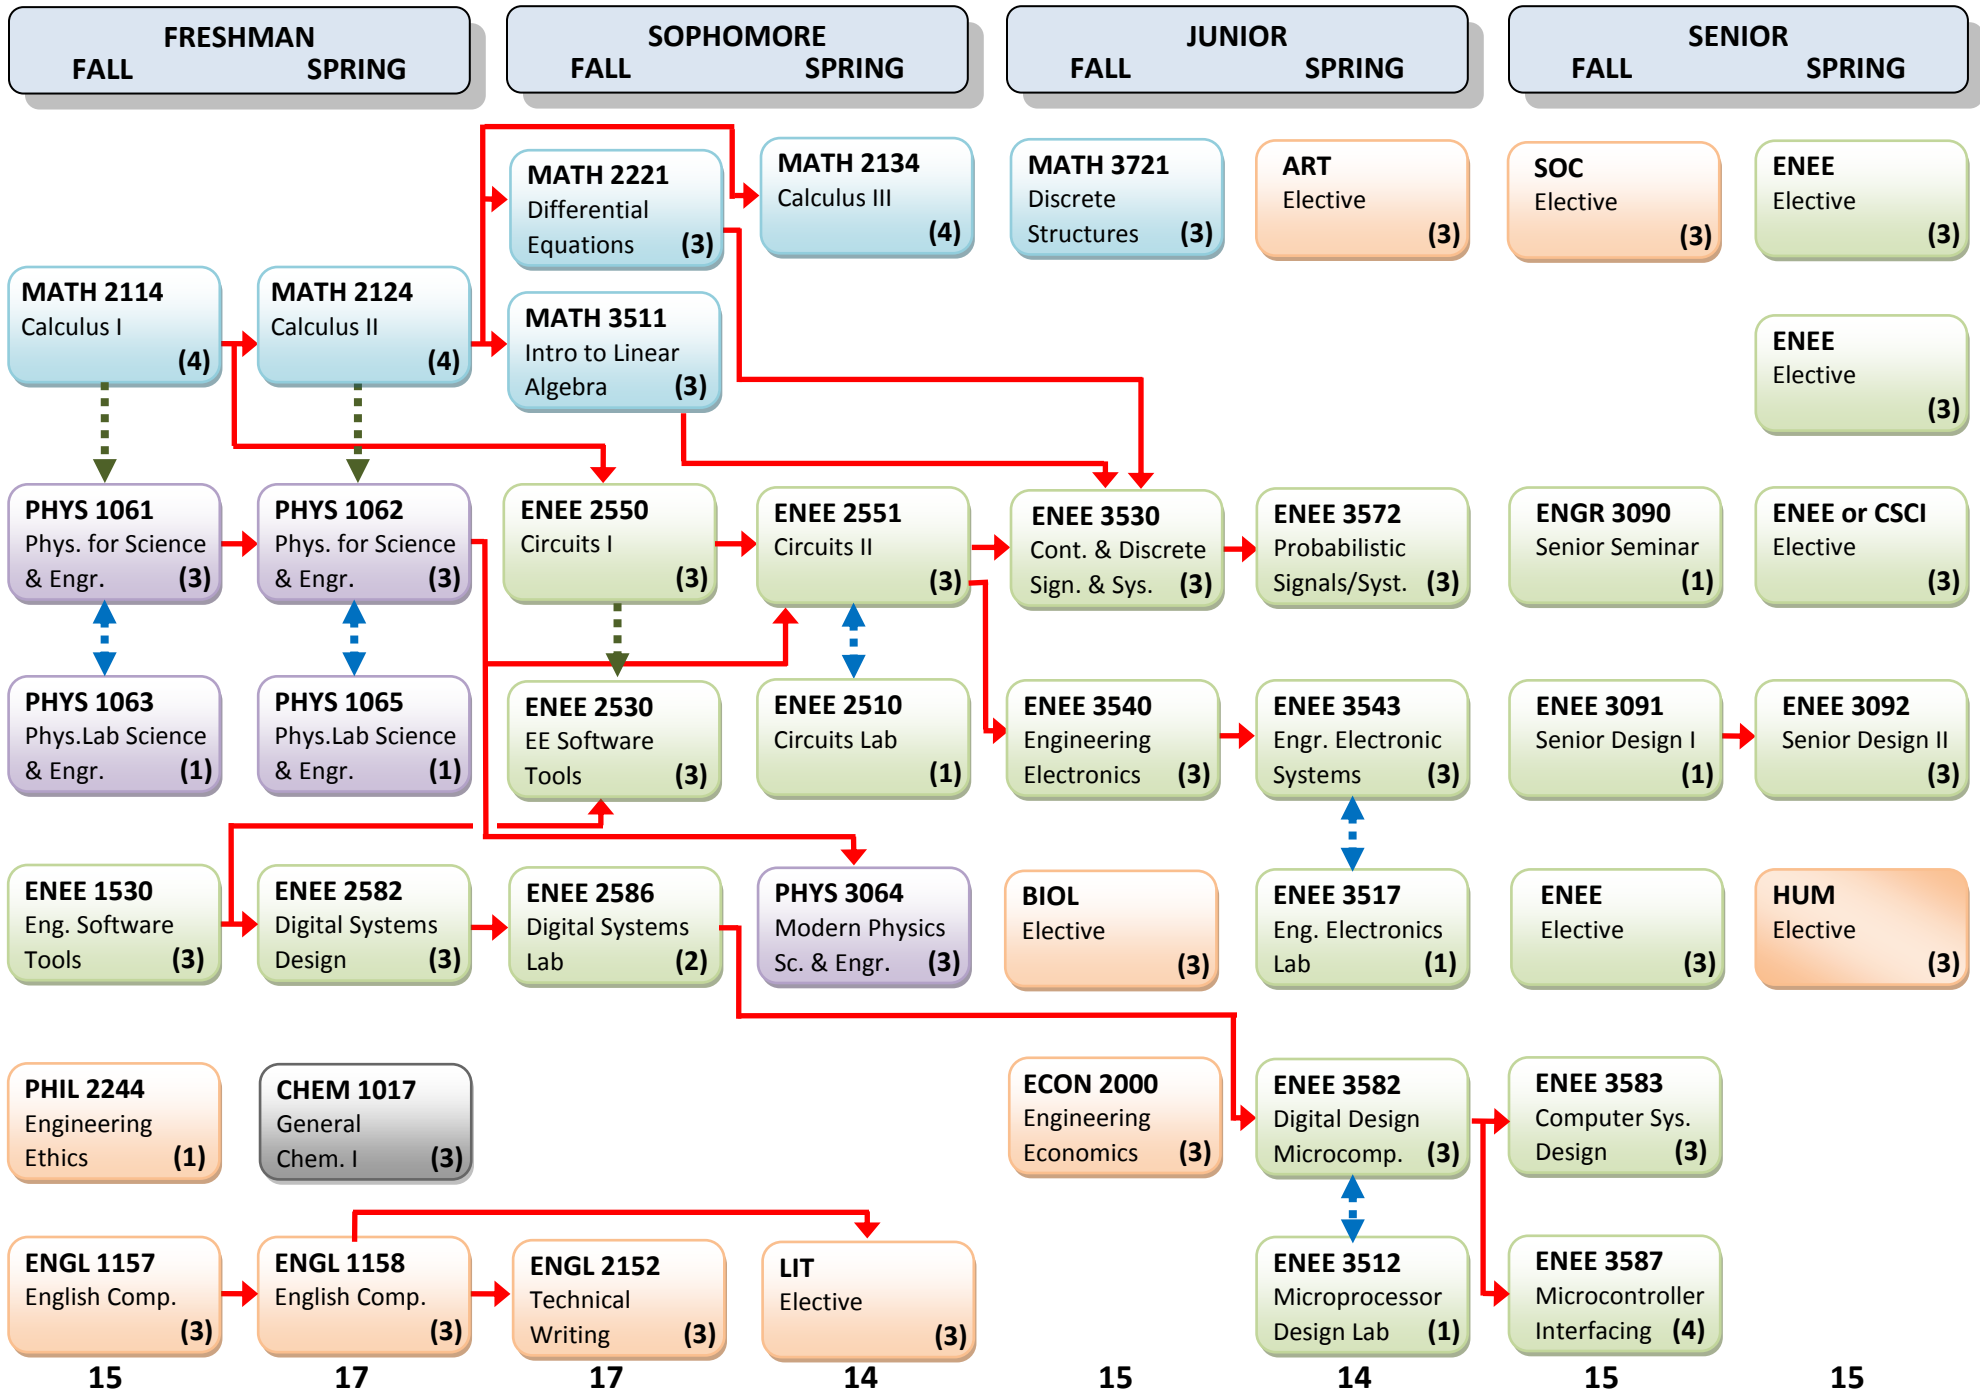 FRESHMAN
FALL SPRING
SOPHOMORE
FALL SPRING
JUNIOR
FALL SPRING
SENIOR
FALL SPRING
MATH 2114
Calculus I
(4)
PHYS 1061
Phys. for Science
& Engr. (3)
PHYS 1063
Phys.Lab Science
& Engr. (1)
ENEE 1530
Eng. Software
Tools (3)
PHIL 2244
Engineering
Ethics (1)
ENGL 1157
English Comp.
(3)
15
MATH 2124
Calculus II
(4)
PHYS 1062
Phys. for Science
& Engr. (3)
PHYS 1065
Phys.Lab Science
& Engr. (1)
ENEE 2582
Digital Systems
Design (3)
CHEM 1017
General
Chem. I (3)
ENGL 1158
English Comp.
(3)
17
MATH 2221
Differential
Equations (3)
MATH 3511
Intro to Linear
Algebra (3)
ENEE 2550
Circuits I
(3)
ENEE 2530
EE Software
Tools (3)
ENEE 2586
Digital Systems
Lab (2)
ENGL 2152
Technical
Writing (3)
17
MATH 2134
Calculus III
(4)
ENEE 2551
Circuits II
(3)
ENEE 2510
Circuits Lab
(1)
PHYS 3064
Modern Physics
Sc. & Engr. (3)
LIT
Elective
(3)
14
MATH 3721
Discrete
Structures (3)
ENEE 3530
Cont. & Discrete
Sign. & Sys. (3)
ENEE 3540
Engineering
Electronics (3)
BIOL
Elective
(3)
ECON 2000
Engineering
Economics (3)
15
ART
Elective
(3)
ENEE 3572
Probabilistic
Signals/Syst. (3)
ENEE 3543
Engr. Electronic
Systems (3)
ENEE 3517
Eng. Electronics
Lab (1)
ENEE 3582
Digital Design
Microcomp. (3)
ENEE 3512
Microprocessor
Design Lab (1)
14
SOC
Elective
(3)
ENGR 3090
Senior Seminar
(1)
ENEE 3091
Senior Design I
(1)
ENEE
Elective
(3)
ENEE 3583
Computer Sys.
Design (3)
ENEE 3587
Microcontroller
Interfacing (4)
15
ENEE
Elective
(3)
ENEE
Elective
(3)
ENEE or CSCI
Elective
(3)
ENEE 3092
Senior Design II
(3)
HUM
Elective
(3)
15